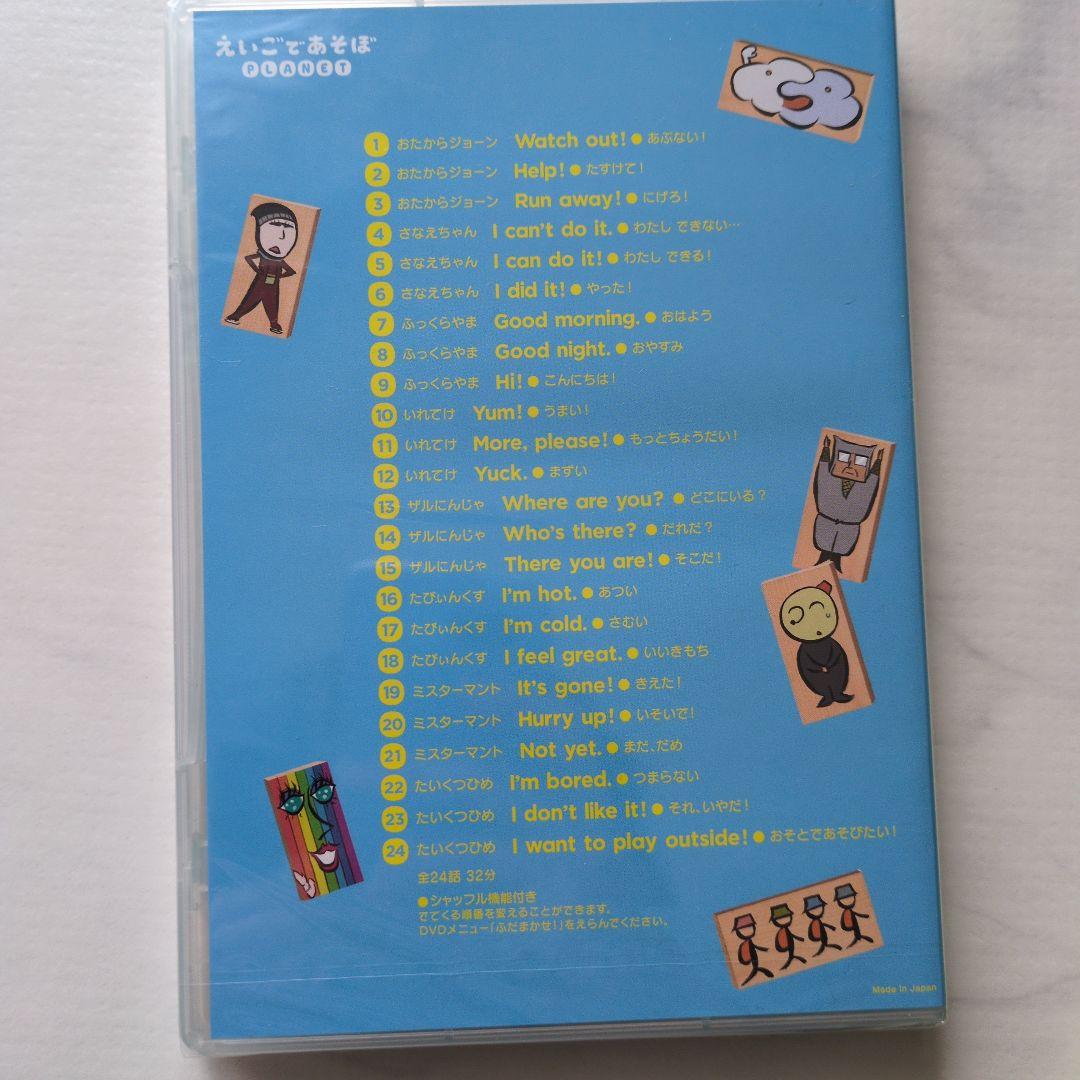 えいごであそぼ
PLANET
1 おたからジョーン Watch out! ● あぶない!
2 おたからジョーン Help! ● たすけて!
3 おたからジョーン Run away! ● にげろ!
4 さなえちゃん I can't do it. ● わたし できない…
5 さなえちゃん I can do it! ● わたし できる!
6 さなえちゃん I did it! ● やった!
7 ふっくらやま Good morning. ● おはよう
8 ふっくらやま Good night. ● おやすみ
9 ふっくらやま Hi! ● こんにちは!
10 いれてけ Yum! ● うまい!
11 いれてけ More, please! ● もっとちょうだい!
12 いれてけ Yuck. ● まずい
13 ザルにんじゃ Where are you? ● どこにいる?
14 ザルにんじゃ Who's there? ● だれだ?
15 ザルにんじゃ There you are! ● そこだ!
16 たびぃんくす I'm hot. ● あつい
17 たびぃんくす I'm cold. ● さむい
18 たびぃんくす I feel great. ● いいきもち
19 ミスターマント It's gone! ● きえた!
20 ミスターマント Hurry up! ● いそいで!
21 ミスターマント Not yet. ● まだ、だめ
22 たいくつひめ I'm bored. ● つまらない
23 たいくつひめ I don't like it! ● それ、いやだ!
24 たいくつひめ I want to play outside! ● おそとであそびたい!
全24話 32分
●シャッフル機能付き
でてくる順番を変えることができます。
DVDメニュー「ふだまかせ!」をえらんでください。
Made in Japan